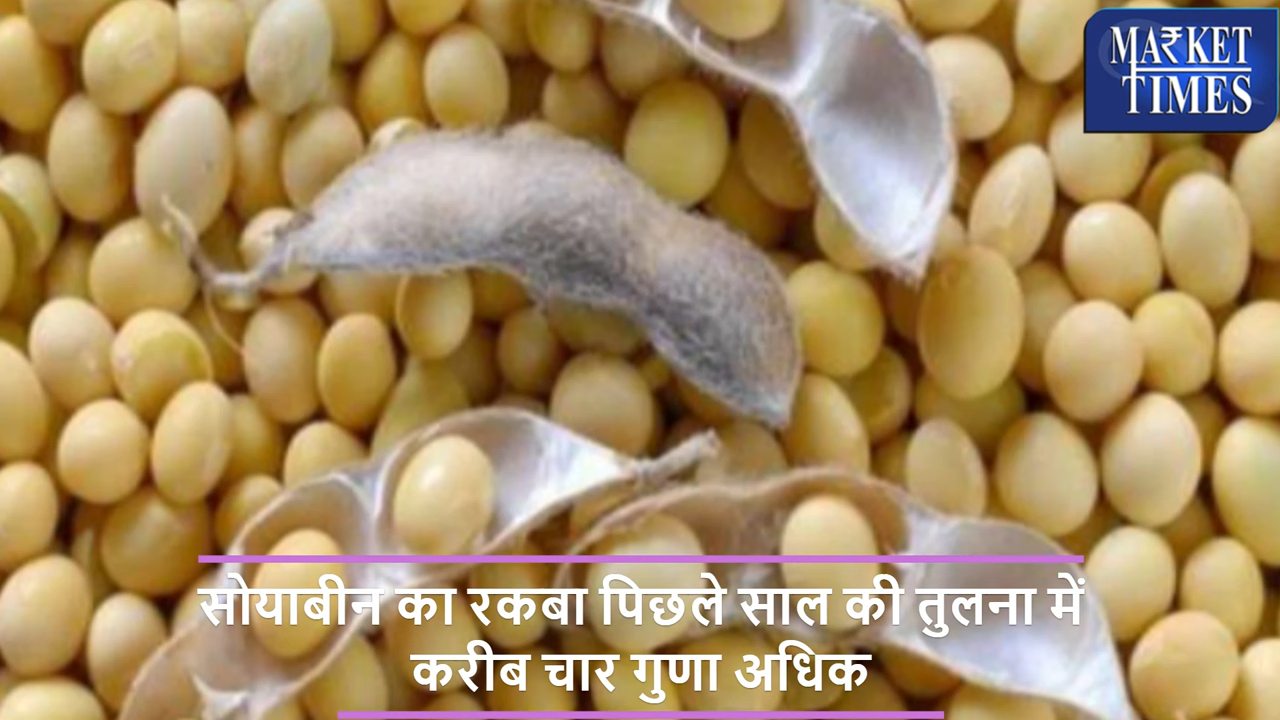 MA₹KET
TIMES
सोयाबीन का रकबा पिछले साल की तुलना में
करीब चार गुणा अधिक